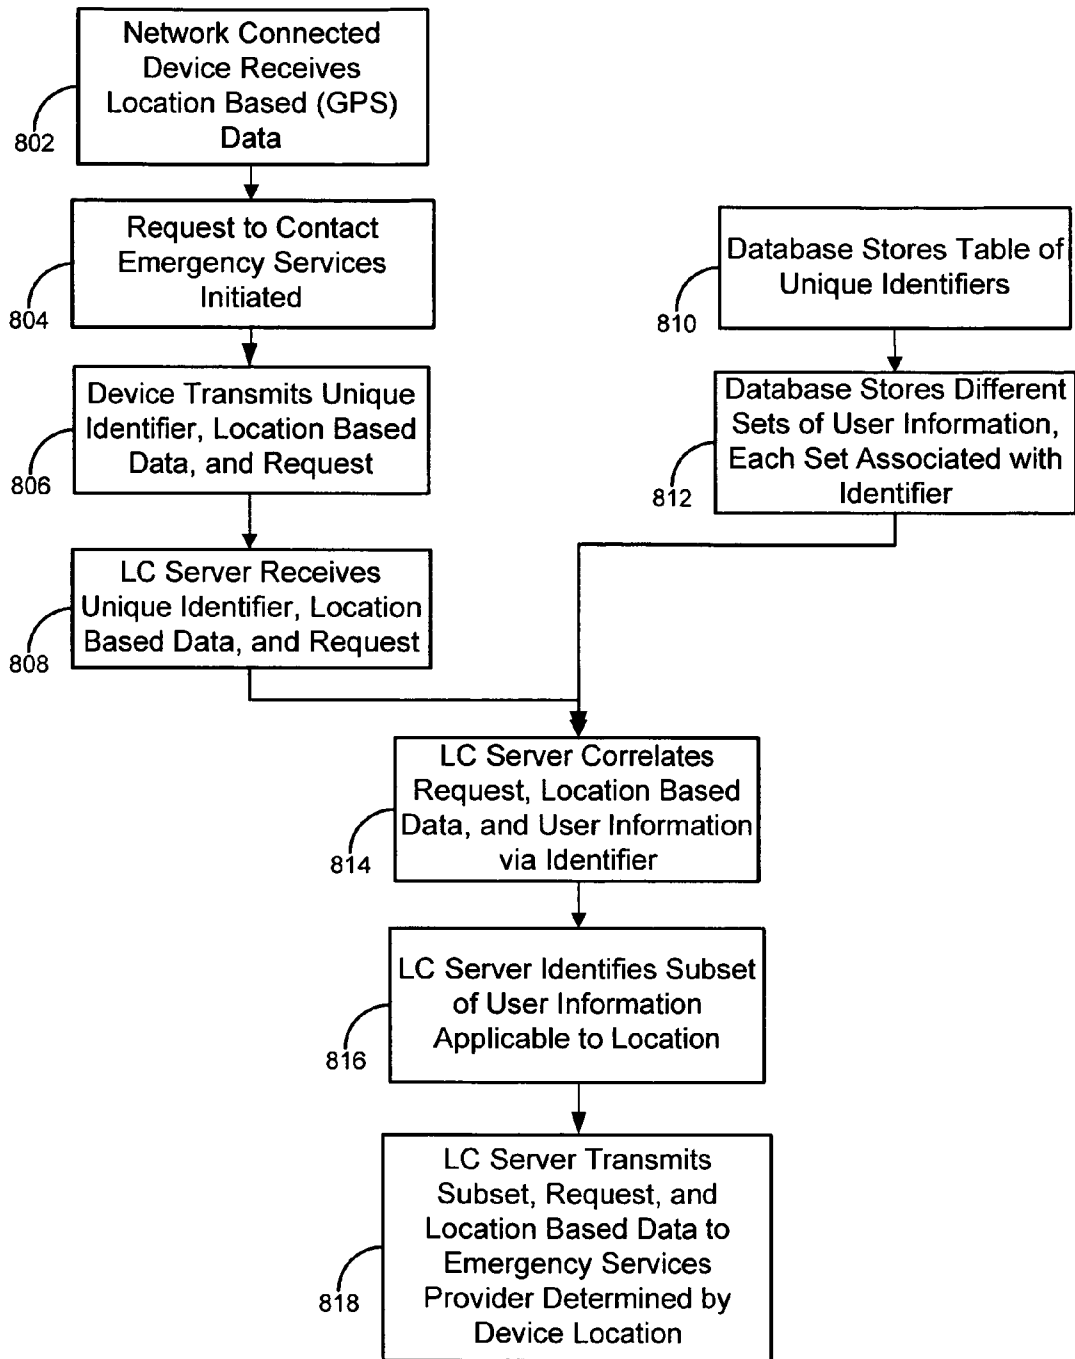 Network Connected
Device Receives
Location Based (GPS)
Data
802
Request to Contact
Emergency Services
Initiated
804
Device Transmits Unique
Identifier, Location Based
Data, and Request
806
LC Server Receives
Unique Identifier, Location
Based Data, and Request
808
Database Stores Table of
Unique Identifiers
810
Database Stores Different
Sets of User Information,
Each Set Associated with
Identifier
812
LC Server Correlates
Request, Location Based
Data, and User Information
via Identifier
814
LC Server Identifies Subset
of User Information
Applicable to Location
816
LC Server Transmits
Subset, Request, and
Location Based Data to
Emergency Services
Provider Determined by
Device Location
818